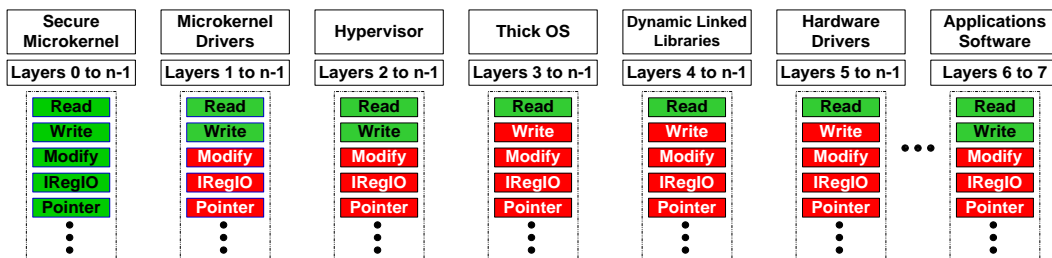 Secure
Microkernel
Microkernel
Drivers
Hypervisor
Thick OS
Dynamic Linked
Libraries
Hardware
Drivers
Applications
Software
Layers 0 to n-1
Layers 1 to n-1
Layers 2 to n-1
Layers 3 to n-1
Layers 4 to n-1
Layers 5 to n-1
Layers 6 to 7
Read
Write
Modify
IRegIO
Pointer
Read
Write
Modify
IRegIO
Pointer
Read
Write
Modify
IRegIO
Pointer
Read
Write
Modify
IRegIO
Pointer
Read
Write
Modify
IRegIO
Pointer
Read
Write
Modify
IRegIO
Pointer
Read
Write
Modify
IRegIO
Pointer